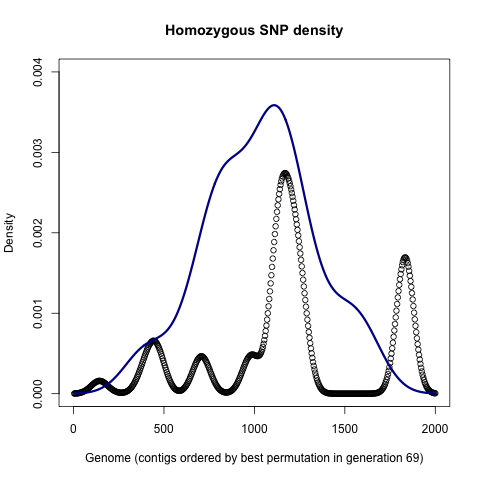 Homozygous SNP density
0.004
0.003
0.002
0.001
0.000
Density
0 500 1000 1500 2000
Genome (contigs ordered by best permutation in generation 69)